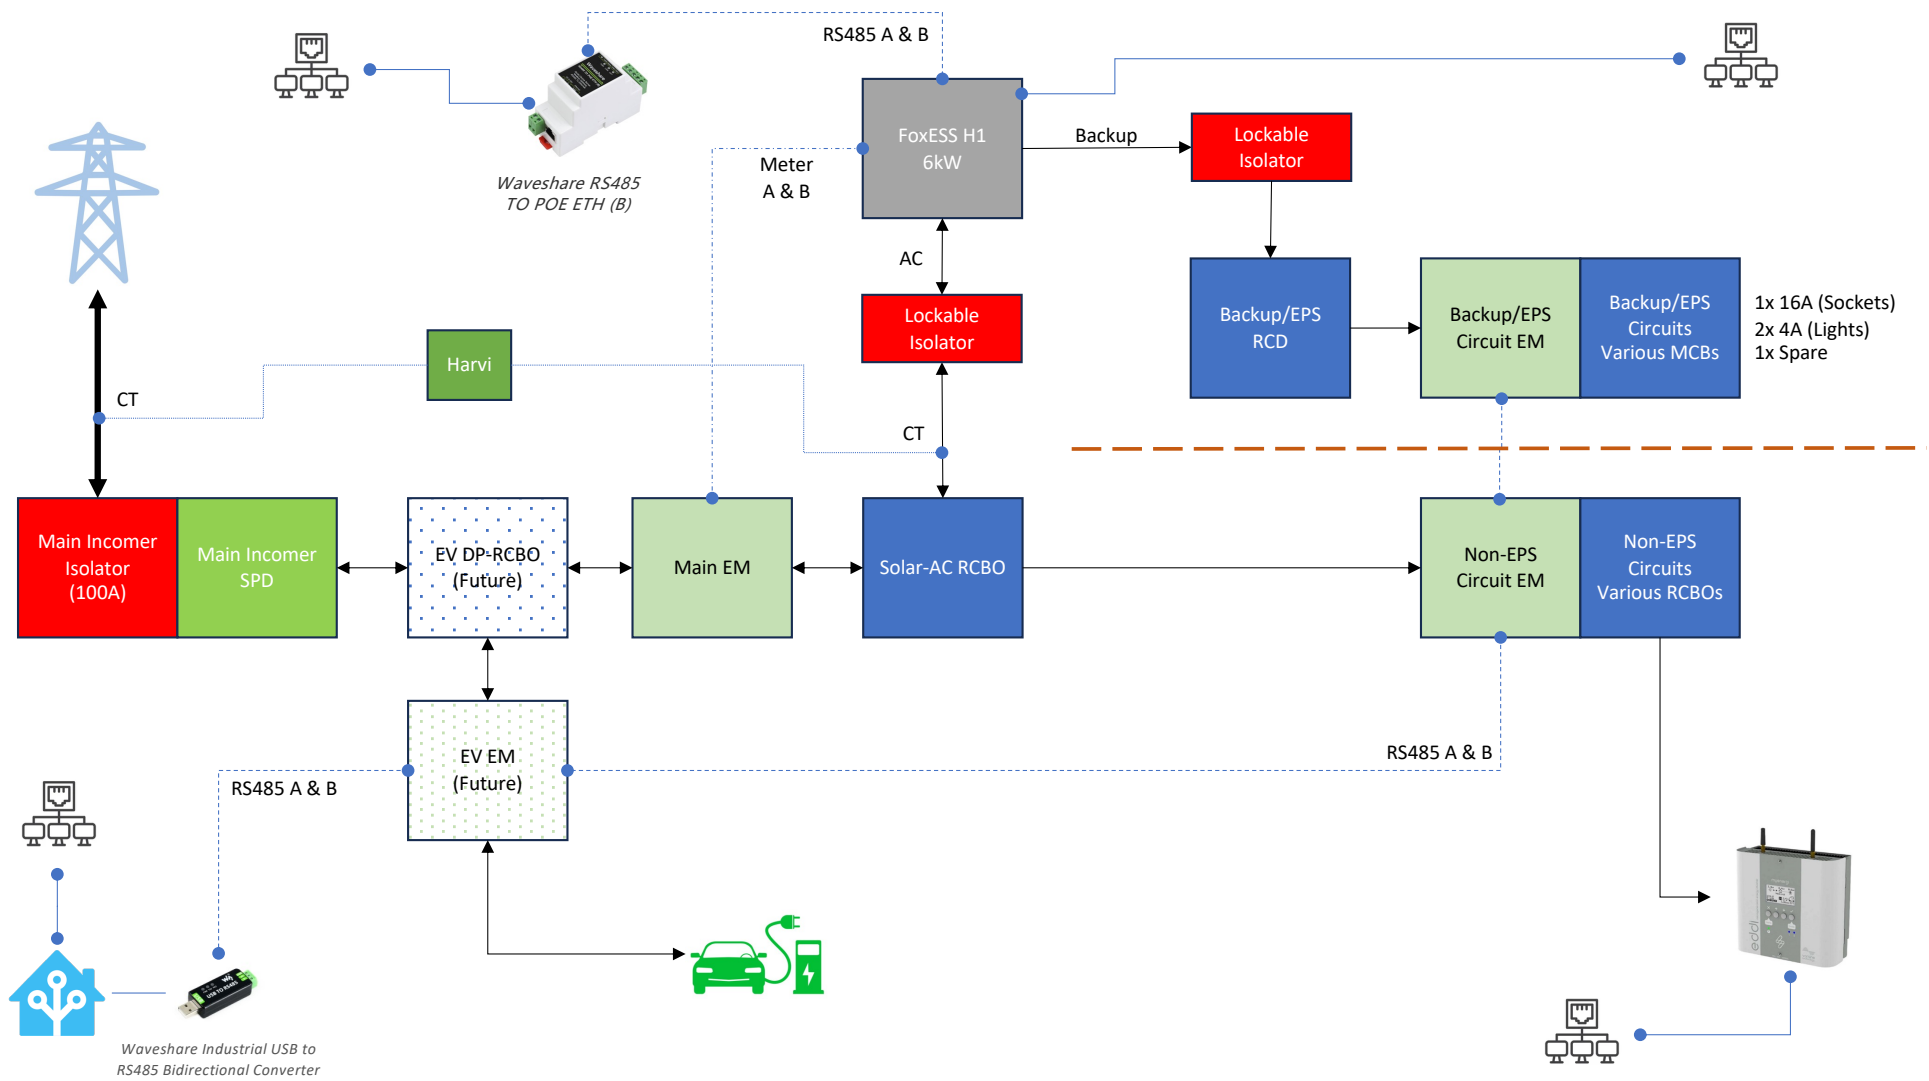 RS485 A & B
FoxESS H1
6kW
Backup
Lockable
Isolator
Meter
A & B
Waveshare RS485
TO POE ETH (B)
AC
Lockable
Isolator
Backup/EPS
RCD
Backup/EPS
Circuit EM
Backup/EPS
Circuits
Various MCBs
1x 16A (Sockets)
2x 4A (Lights)
1x Spare
Harvi
CT
CT
Main Incomer
Isolator
(100A)
Main Incomer
SPD
EV DP-RCBO
(Future)
Main EM
Solar-AC RCBO
Non-EPS
Circuit EM
Non-EPS
Circuits
Various RCBOs
EV EM
(Future)
RS485 A & B
RS485 A & B
eddi
USB TO RS485
Waveshare Industrial USB to
RS485 Bidirectional Converter